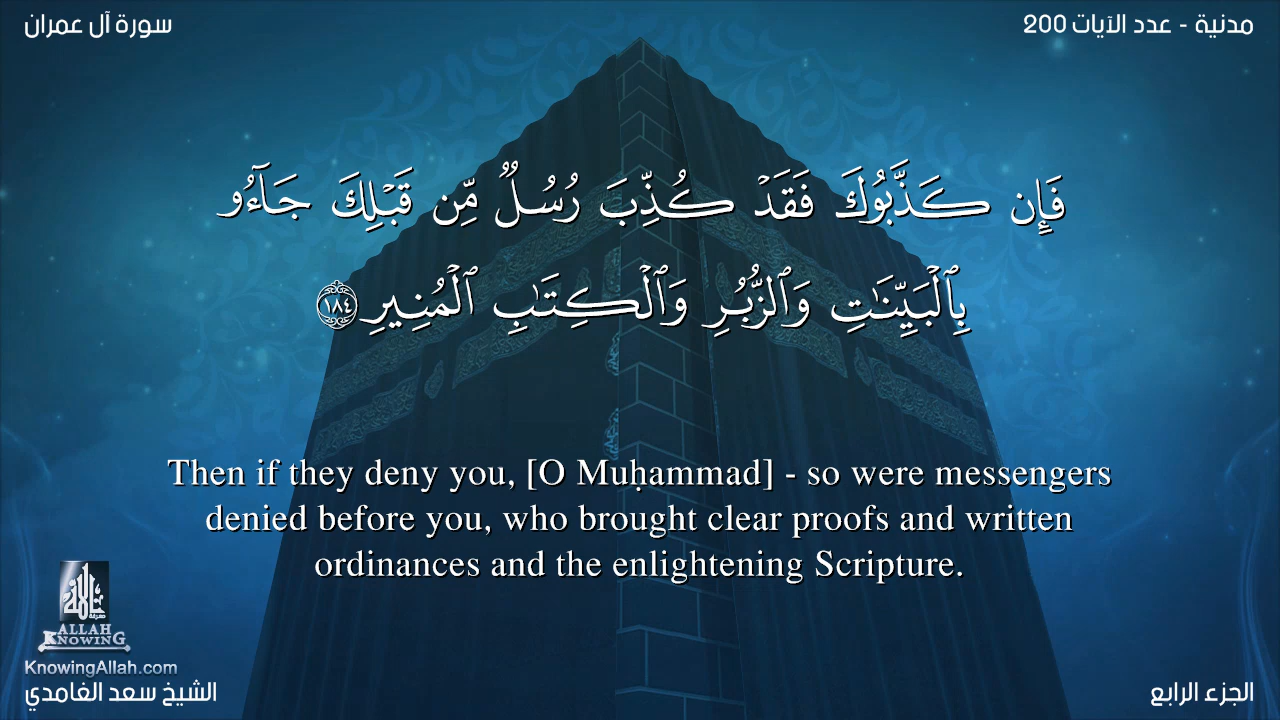 سورة آل عمران
مدنية - عدد الآيات 200
فَإِن كَذَّبُوكَ فَقَدْ كُذِّبَ رُسُلٌ مِّن قَبْلِكَ جَآءُو
بِٱلْبَيِّنَـٰتِ وَٱلزُّبُرِ وَٱلْكِتَـٰبِ ٱلْمُنِيرِ ١٨٤
Then if they deny you, [O Muḥammad] - so were messengers
denied before you, who brought clear proofs and written
ordinances and the enlightening Scripture.
ALLAH
KNOWING
KnowingAllah.com
الشيخ سعد الغامدي
الجزء الرابع